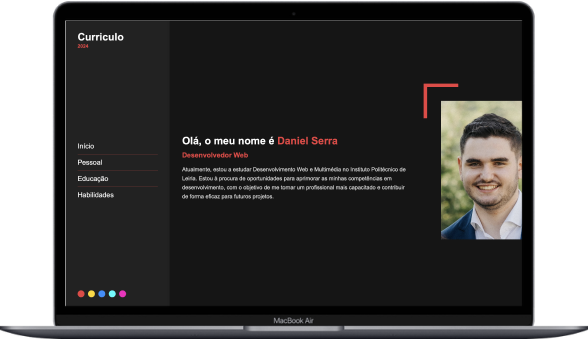 Curriculo
2024
Início
Pessoal
Educação
Habilidades
Olá, o meu nome é Daniel Serra
Desenvolvedor Web
Atualmente, estou a estudar Desenvolvimento Web e Multimédia no Instituto Politécnico de
Leiria. Estou à procura de oportunidades para aprimorar as minhas competências em
desenvolvimento, com o objetivo de me tornar um profissional mais capacitado e contribuir
de forma eficaz para futuros projetos.
MacBook Air